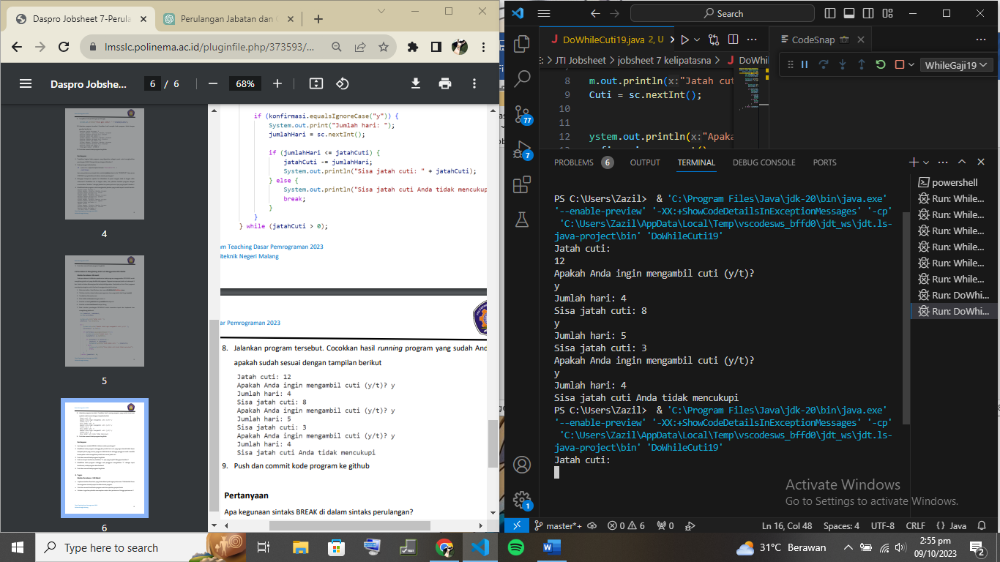 Daspro Jobsheet 7-Perula
Perulangan Jabatan dan C
lmsslc.polinema.ac.id/pluginfile.php/373593/...
Daspro Jobshe...
6 / 6
68%
4
5
6
if (konfirmasi.equalsIgnoreCase("y")) {
System.out.print("Jumlah hari: ");
jumlahHari = sc.nextInt();
if (jumlahHari <= jatahCuti) {
jatahCuti -= jumlahHari;
System.out.println("Sisa jatah cuti: " + jatahCuti);
} else {
System.out.println("Sisa jatah cuti Anda tidak mencukup
break;
}
}
} while (jatahCuti > 0);
m Teaching Dasar Pemrograman 2023
iteknik Negeri Malang
ar Pemrograman 2023
8. Jalankan program tersebut. Cocokkan hasil running program yang sudah And
apakah sudah sesuai dengan tampilan berikut
Jatah cuti: 12
Apakah Anda ingin mengambil cuti (y/t)? y
Jumlah hari: 4
Sisa jatah cuti: 8
Apakah Anda ingin mengambil cuti (y/t)? y
Jumlah hari: 5
Sisa jatah cuti: 3
Apakah Anda ingin mengambil cuti (y/t)? y
Jumlah hari: 4
Sisa jatah cuti Anda tidak mencukupi
9. Push dan commit kode program ke github
Pertanyaan
Apa kegunaan sintaks BREAK di dalam sintaks perulangan?
Search
DoWhileCuti19.java 2, U
CodeSnap
E: > JTI Jobsheet > jobsheet 7 kelipatasna > DoWhil
WhileGaji19
8 m.out.println(x:"Jatah cut
9 Cuti = sc.nextInt();
10
11
12 ystem.out.println(x:"Apaka
PROBLEMS 6 OUTPUT TERMINAL DEBUG CONSOLE PORTS
PS C:\Users\Zazil> & 'C:\Program Files\Java\jdk-20\bin\java.exe'
'--enable-preview' '-XX:+ShowCodeDetailsInExceptionMessages' '-cp'
'C:\Users\Zazil\AppData\Local\Temp\vscodesws_bffd0\jdt_ws\jdt.ls-
java-project\bin' 'DoWhileCuti19'
Jatah cuti:
12
Apakah Anda ingin mengambil cuti (y/t)?
y
Jumlah hari: 4
Sisa jatah cuti: 8
y
Jumlah hari: 5
Sisa jatah cuti: 3
Apakah Anda ingin mengambil cuti (y/t)?
y
Jumlah hari: 4
Sisa jatah cuti Anda tidak mencukupi
PS C:\Users\Zazil> & 'C:\Program Files\Java\jdk-20\bin\java.exe'
'--enable-preview' '-XX:+ShowCodeDetailsInExceptionMessages' '-cp'
'C:\Users\Zazil\AppData\Local\Temp\vscodesws_bffd0\jdt_ws\jdt.ls-
java-project\bin' 'DoWhileCuti19'
Jatah cuti:
powershell
Run: While...
Run: While...
Run: While...
Run: While...
Run: While...
Run: While...
Run: DoWhi...
Run: DoWhi...
77
7
1
Activate Windows
Go to Settings to activate Windows.
master*+ 0 6 0 Ln 16, Col 48 Spaces: 4 UTF-8 CRLF {} Java
Type here to search
31°C Berawan
2:55 pm
09/10/2023
2